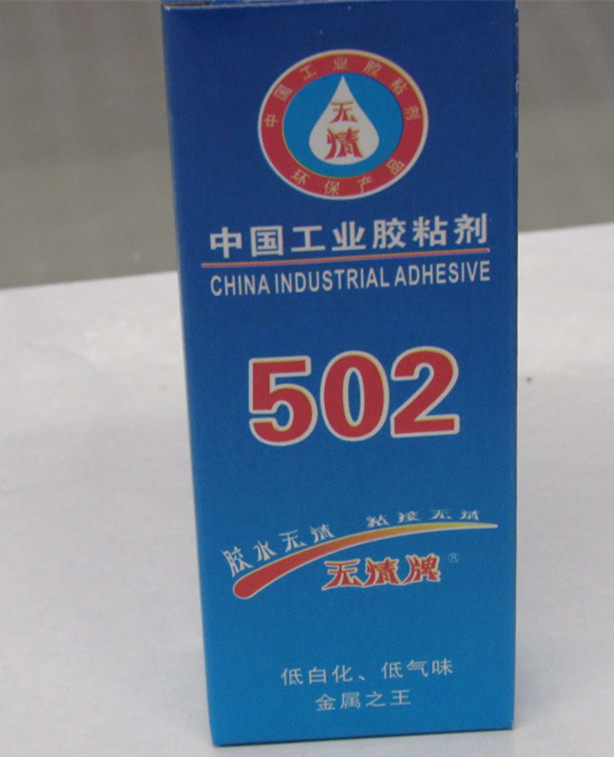 中国工业胶粘剂
无情
环保产品
中国工业胶粘剂
CHINA INDUSTRIAL ADHESIVE
502
胶水无情 粘接无情
无情牌®
低白化、低气味
金属之王